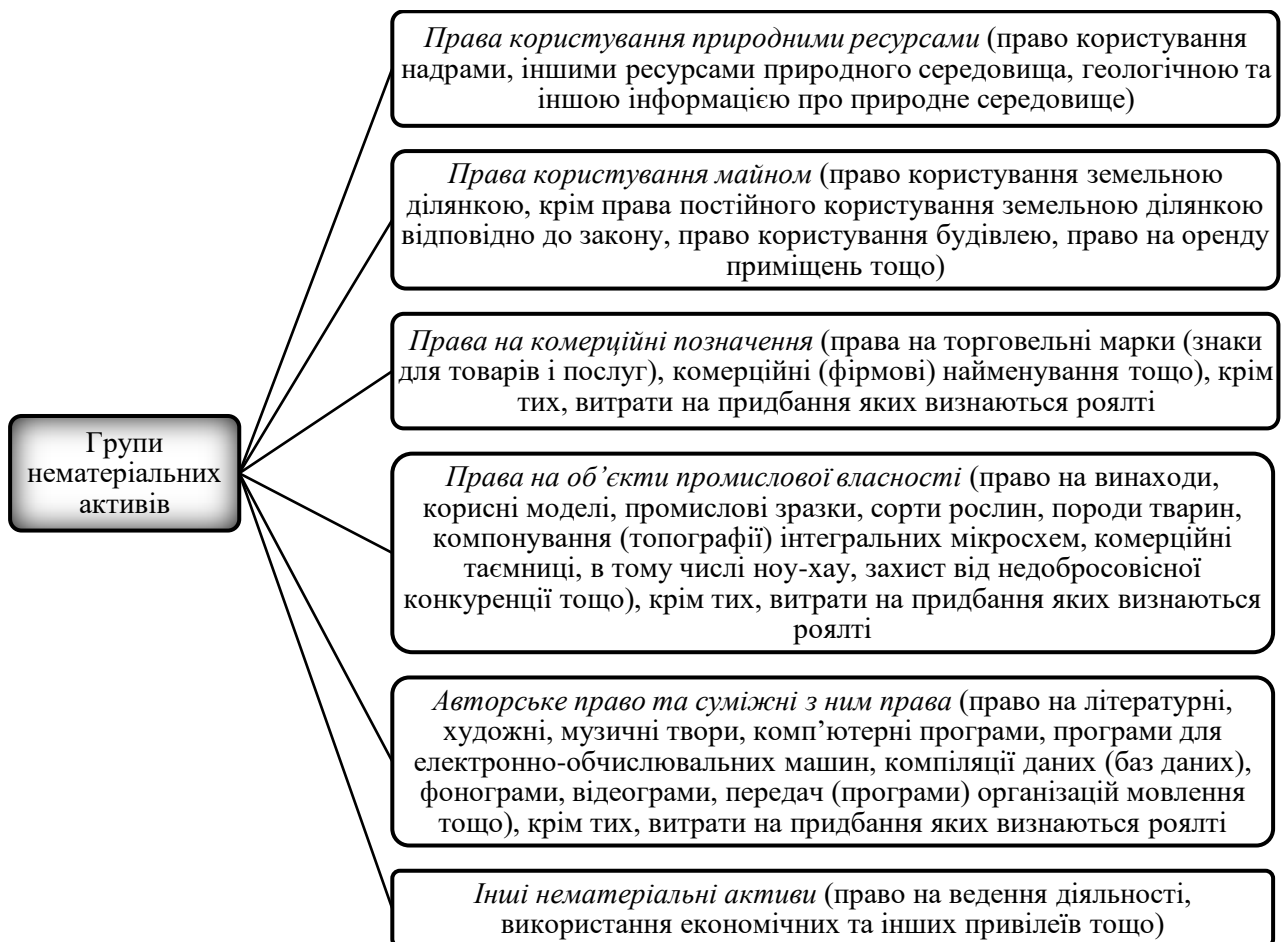 Права користування природними ресурсами (право користування
надрами, іншими ресурсами природного середовища, геологічною та
іншою інформацією про природне середовище)
Права користування майном (право користування земельною
ділянкою, крім права постійного користування земельною ділянкою
відповідно до закону, право користування будівлею, право на оренду
приміщень тощо)
Права на комерційні позначення (права на торговельні марки (знаки
для товарів і послуг), комерційні (фірмові) найменування тощо), крім
тих, витрати на придбання яких визнаються роялті
Групи
нематеріальних
активів
Права на об’єкти промислової власності (право на винаходи,
корисні моделі, промислові зразки, сорти рослин, породи тварин,
компонування (топографії) інтегральних мікросхем, комерційні
таємниці, в тому числі ноу-хау, захист від недобросовісної
конкуренції тощо), крім тих, витрати на придбання яких визнаються
роялті
Авторське право та суміжні з ним права (право на літературні,
художні, музичні твори, комп’ютерні програми, програми для
електронно-обчислювальних машин, компіляції даних (баз даних),
фонограми, відеограми, передач (програми) організацій мовлення
тощо), крім тих, витрати на придбання яких визнаються роялті
Інші нематеріальні активи (право на ведення діяльності,
використання економічних та інших привілеїв тощо)